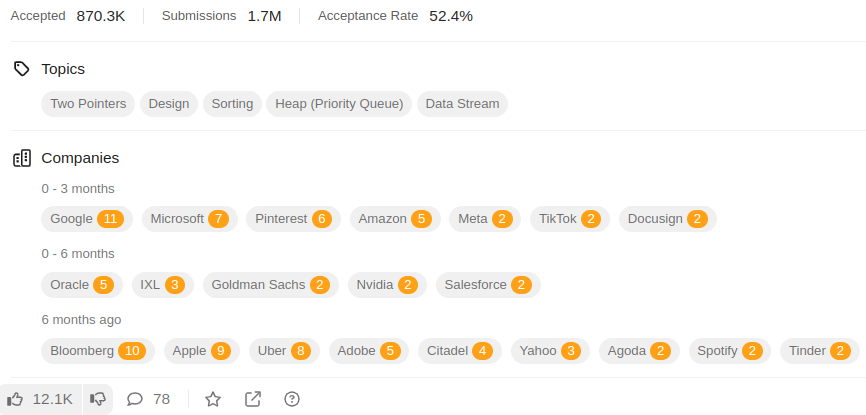 Accepted 870.3K Submissions 1.7M Acceptance Rate 52.4%
Topics
Two Pointers Design Sorting Heap (Priority Queue) Data Stream
Companies
0 - 3 months
Google 11 Microsoft 7 Pinterest 6 Amazon 5 Meta 2 TikTok 2 Docusign 2
0 - 6 months
Oracle 5 IXL 3 Goldman Sachs 2 Nvidia 2 Salesforce 2
6 months ago
Bloomberg 10 Apple 9 Uber 8 Adobe 5 Citadel 4 Yahoo 3 Agoda 2 Spotify 2 Tinder 2
12.1K 78